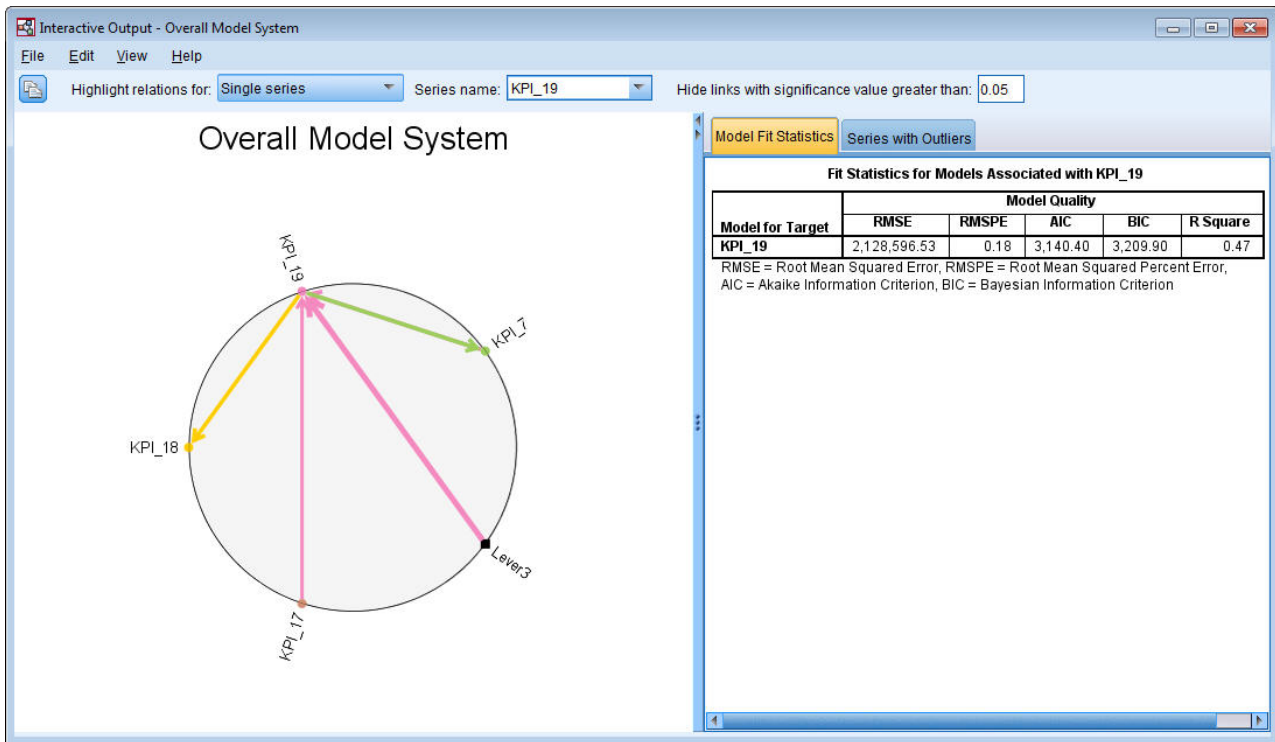 Interactive Output - Overall Model System
File Edit View Help
Highlight relations for: Single series Series name: KPI_19 Hide links with significance value greater than: 0.05
Overall Model System
KPI_19
KPI_7
KPI_18
Lever3
KPI_17
Model Fit Statistics Series with Outliers
Fit Statistics for Models Associated with KPI_19
Model Quality
Model for Target RMSE RMSPE AIC BIC R Square
KPI_19 2,128,596.53 0.18 3,140.40 3,209.90 0.47
RMSE = Root Mean Squared Error, RMSPE = Root Mean Squared Percent Error,
AIC = Akaike Information Criterion, BIC = Bayesian Information Criterion